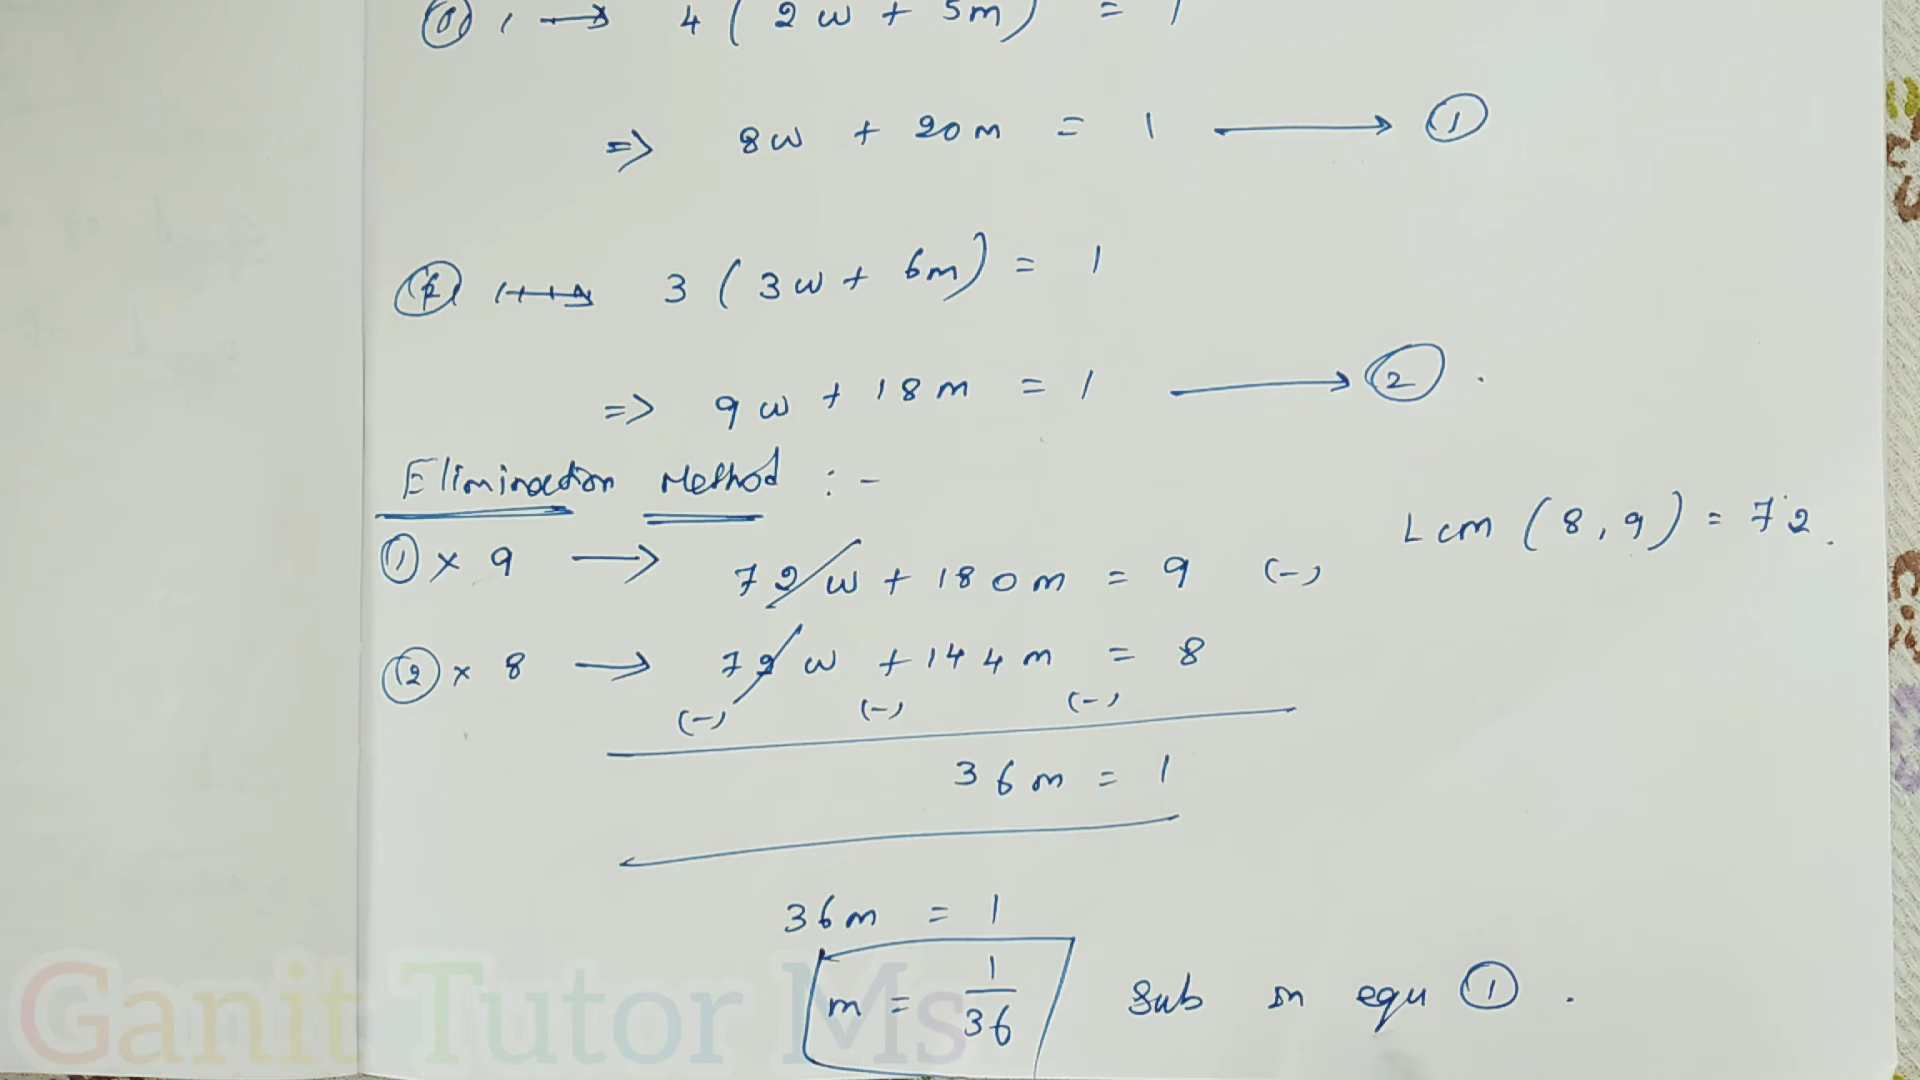 4 ( 2w + 5m ) = 1
=> 8w + 20m = 1 ⟶ ①
3 ( 3w + 6m ) = 1
=> 9w + 18m = 1 ⟶ ② .
Elimination Method : -
Lcm ( 8, 9 ) = 72.
① × 9 ⟶ 72w + 180m = 9 (-)
② × 8 ⟶ 72w + 144m = 8
(-) (-) (-)
36m = 1
36m = 1
m = 1/36 Sub in equ ① .
Ganit Tutor Ms